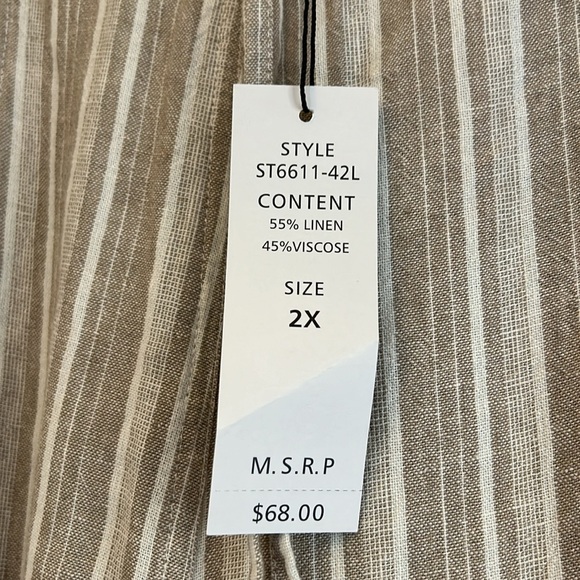 STYLE
ST6611-42L
CONTENT
55% LINEN
45%VISCOSE
SIZE
2X
M.S.R.P
$68.00